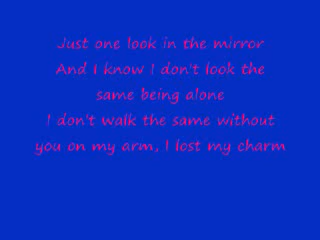 Just one look in the mirror
And I know I don't look the
same being alone
I don't walk the same without
you on my arm, I lost my charm